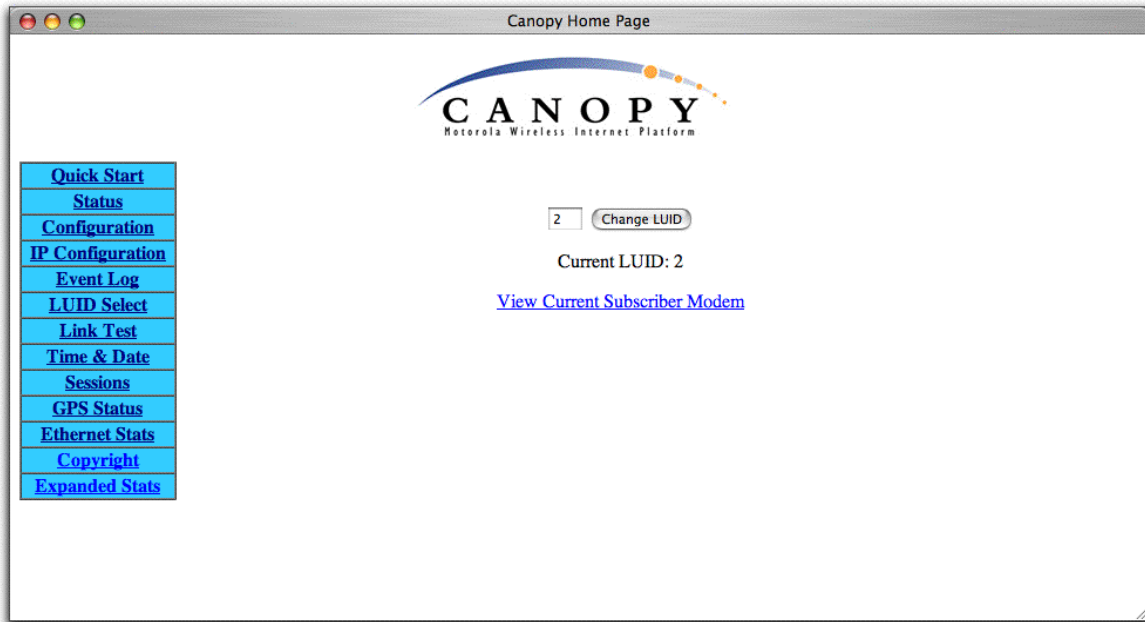 Canopy Home Page
CANOPY
Motorola Wireless Internet Platform
Quick Start
Status
Configuration
IP Configuration
Event Log
LUID Select
Link Test
Time & Date
Sessions
GPS Status
Ethernet Stats
Copyright
Expanded Stats
2 Change LUID
Current LUID: 2
View Current Subscriber Modem